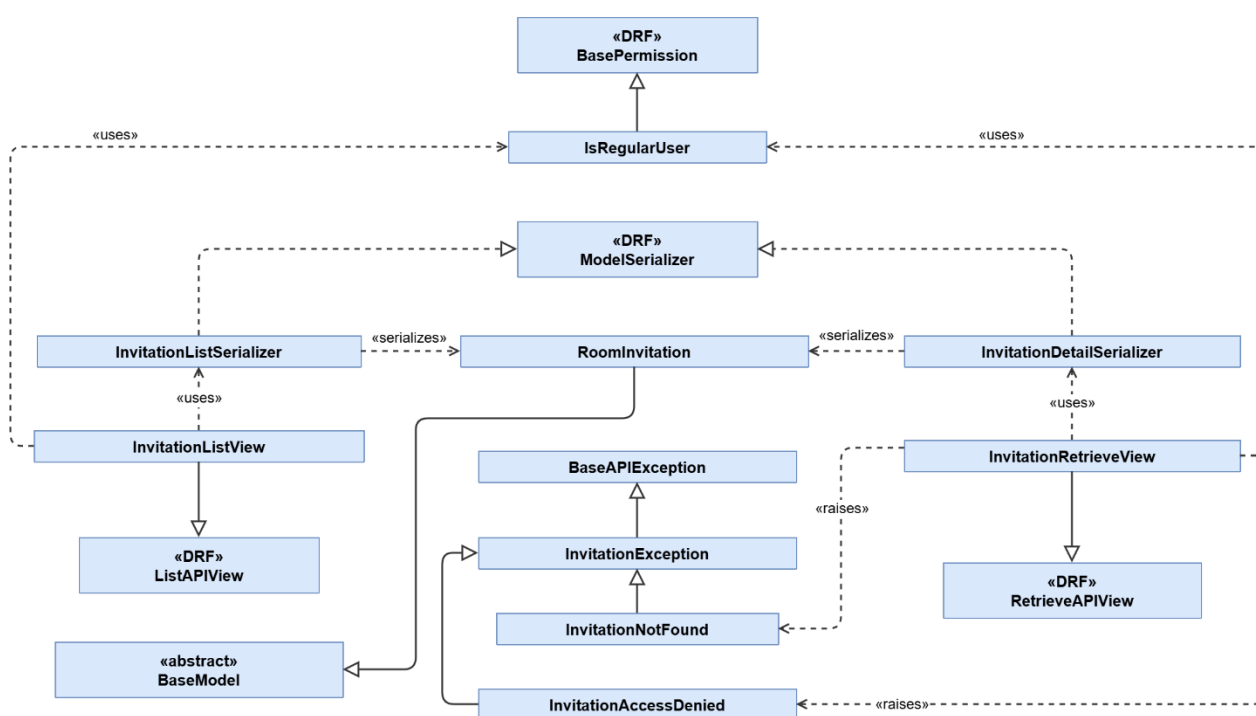 «DRF»
BasePermission
«uses»
«uses»
IsRegularUser
«DRF»
ModelSerializer
InvitationListSerializer
«serializes»
RoomInvitation
«serializes»
InvitationDetailSerializer
«uses»
«uses»
InvitationListView
InvitationRetrieveView
BaseAPIException
«raises»
«DRF»
ListAPIView
InvitationException
«DRF»
RetrieveAPIView
InvitationNotFound
«abstract»
BaseModel
InvitationAccessDenied
«raises»